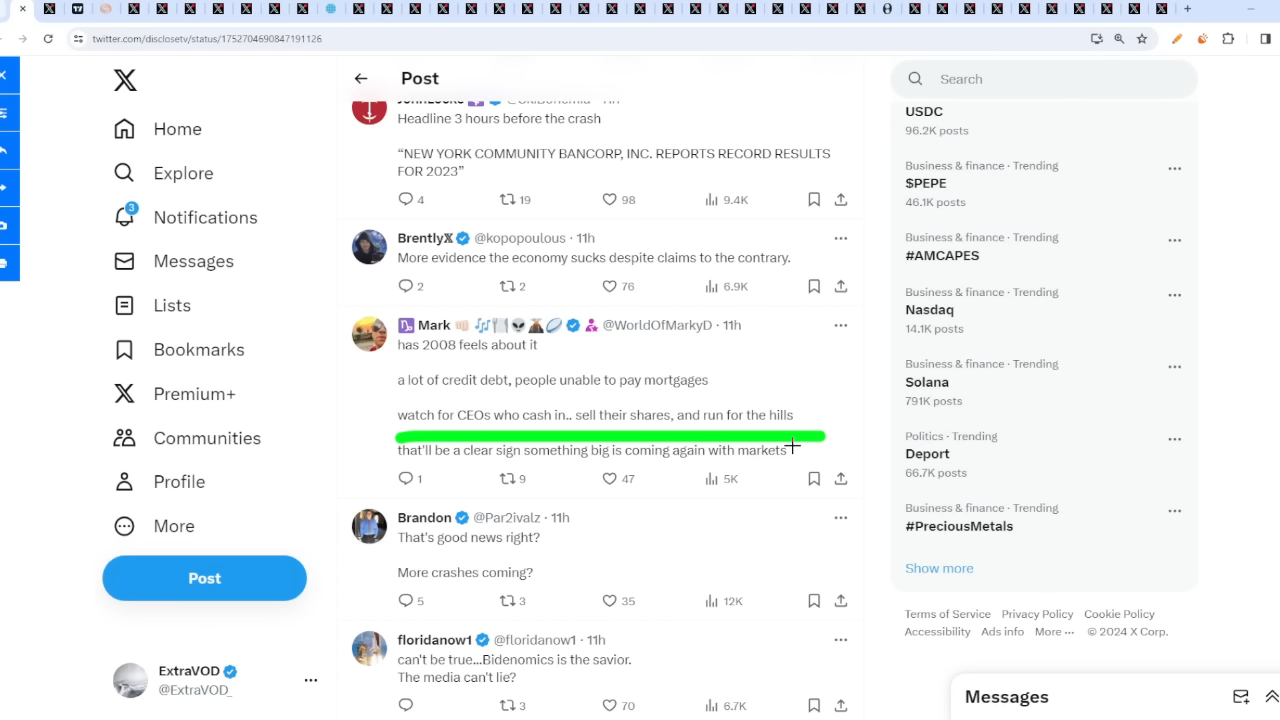 twitter.com/disclosetv/status/1752704690847191126
Home
Explore
3
Notifications
Messages
Lists
Bookmarks
Premium+
Communities
Profile
More
Post
ExtraVOD
@ExtraVOD_
Post
Headline 3 hours before the crash
“NEW YORK COMMUNITY BANCORP, INC. REPORTS RECORD RESULTS
FOR 2023”
4 19 98 9.4K
Brently𝕏 @kopopoulous · 11h
More evidence the economy sucks despite claims to the contrary.
2 2 76 6.9K
Mark @WorldOfMarkyD · 11h
has 2008 feels about it
a lot of credit debt, people unable to pay mortgages
watch for CEOs who cash in.. sell their shares, and run for the hills
that'll be a clear sign something big is coming again with markets
1 9 47 5K
Brandon @Par2ivalz · 11h
That's good news right?
More crashes coming?
5 3 35 12K
floridanow1 @floridanow1 · 11h
can't be true...Bidenomics is the savior.
The media can't lie?
3 70 6.7K
Search
USDC
96.2K posts
Business & finance · Trending
$PEPE
46.1K posts
Business & finance · Trending
#AMCAPES
Business & finance · Trending
Nasdaq
14.1K posts
Business & finance · Trending
Solana
791K posts
Politics · Trending
Deport
66.7K posts
Business & finance · Trending
#PreciousMetals
Show more
Terms of Service Privacy Policy Cookie Policy
Accessibility Ads info More ··· © 2024 X Corp.
Messages